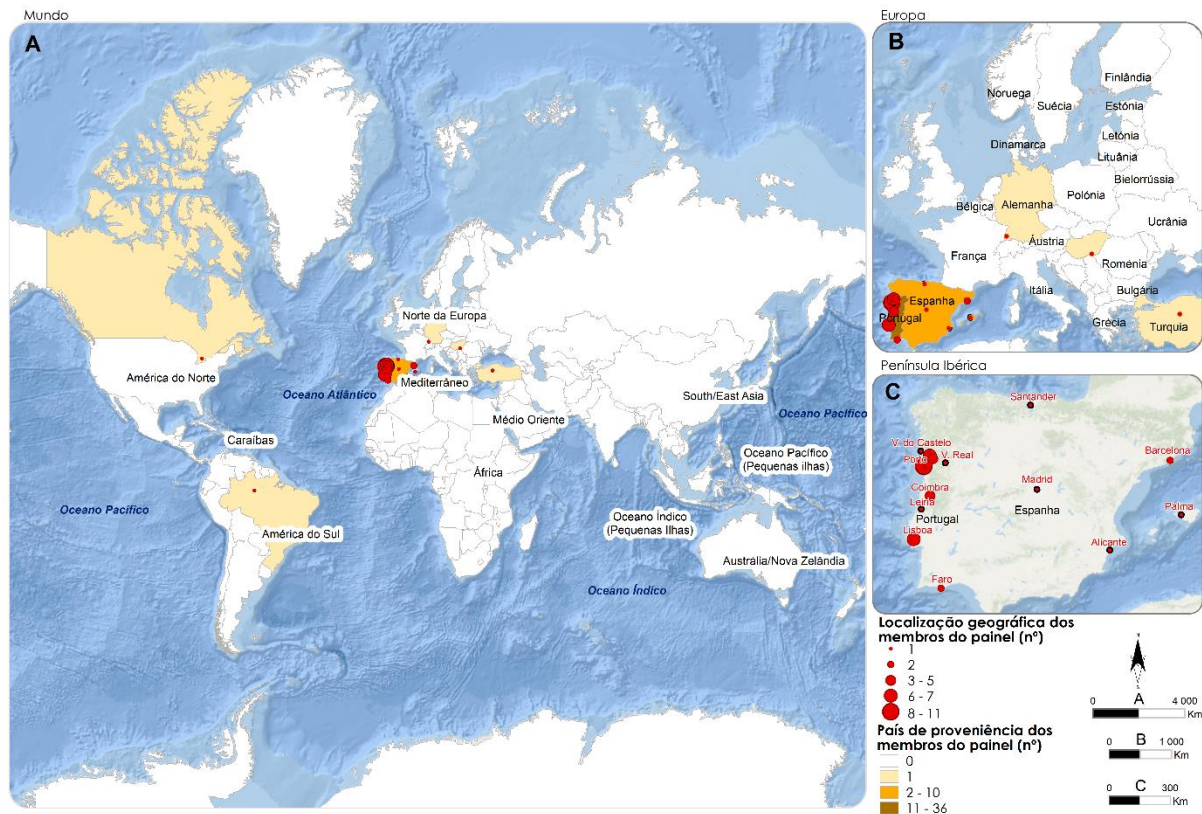 Mundo
A
Norte da Europa
América do Norte
Mediterrâneo
Oceano Atlântico
South/East Asia
Oceano Pacífico
Médio Oriente
Caraíbas
Oceano Pacífico
(Pequenas ilhas)
África
Oceano Pacífico
Oceano Índico
(Pequenas Ilhas)
América do Sul
Austrália/Nova Zelândia
Oceano Índico
Europa
B
Finlândia
Noruega
Suécia
Estónia
Letónia
Dinamarca
Lituânia
Bielorrússia
Polónia
Bélgica
Alemanha
Ucrânia
Áustria
França
Roménia
Itália
Bulgária
Espanha
Portugal
Grécia
Turquia
Península Ibérica
C
Santander
V. do Castelo
Barcelona
Porto
V. Real
Madrid
Coimbra
Leiria
Espanha
Palma
Portugal
Lisboa
Alicante
Faro
Localização geográfica dos
membros do painel (nº)
1
2
3 - 5
6 - 7
8 - 11
País de proveniência dos
membros do painel (nº)
0
1
2 - 10
11 - 36
A
0 4 000
Km
B
0 1 000
Km
C
0 300
Km